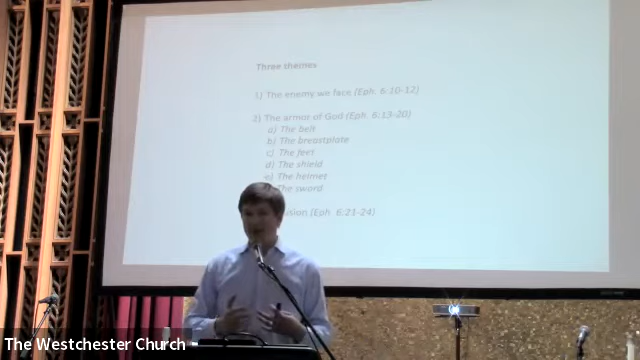 Three themes
1) The enemy we face (Eph. 6:10-12)
2) The armor of God (Eph. 6:13-20)
a) The belt
b) The breastplate
c) The feet
d) The shield
e) The helmet
The sword
(Eph 6:21-24)
The Westchester Church